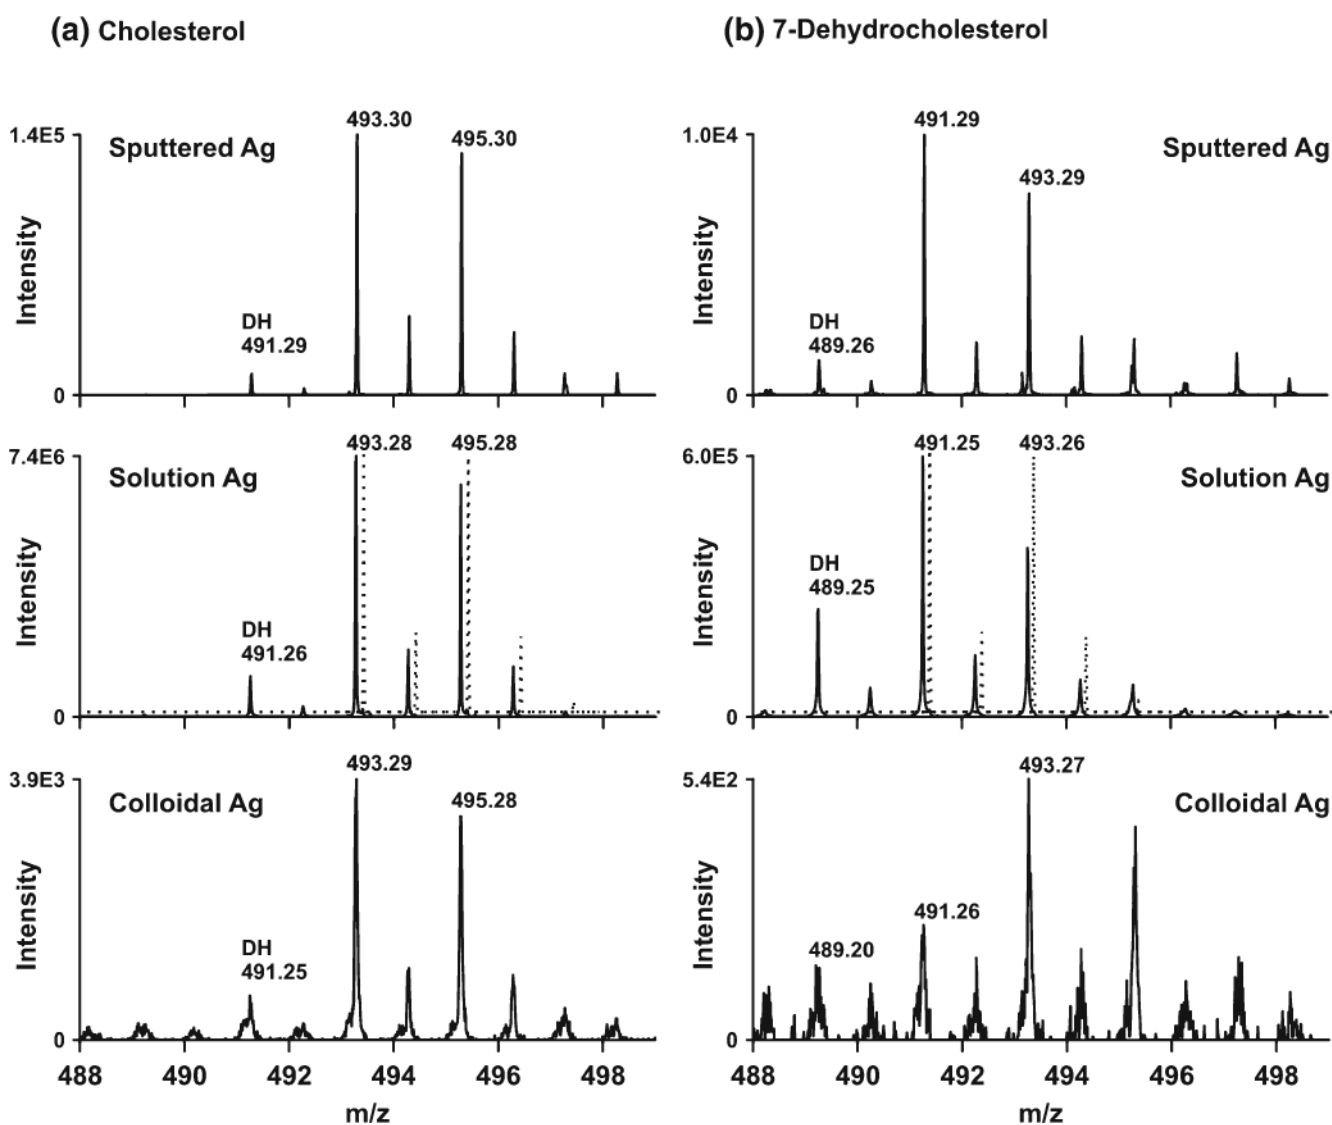 (a) Cholesterol
1.4E5
Sputtered Ag
493.30
495.30
DH
491.29
Intensity
0
7.4E6
Solution Ag
493.28
495.28
DH
491.26
Intensity
0
3.9E3
Colloidal Ag
493.29
495.28
DH
491.25
Intensity
0
488 490 492 494 496 498
m/z
(b) 7-Dehydrocholesterol
1.0E4
Sputtered Ag
491.29
493.29
DH
489.26
Intensity
0
6.0E5
Solution Ag
491.25
493.26
DH
489.25
Intensity
0
5.4E2
Colloidal Ag
493.27
491.26
489.20
Intensity
0
488 490 492 494 496 498
m/z